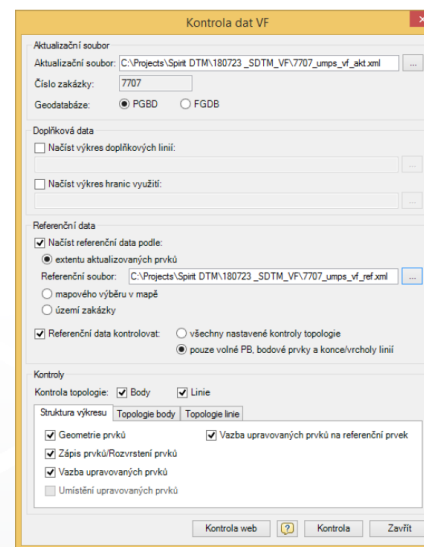 Kontrola dat VF
Aktualizační soubor
Aktualizační soubor: C:\Projects\Spirit DTM\180723 _SDTM_VF\7707_umps_vf_akt.xml ...
Číslo zakázky: 7707
Geodatabáze: PGBD FGDB
Doplňková data
Načíst výkres doplňkových linií:
...
Načíst výkres hranic využití:
...
Referenční data
Načíst referenční data podle:
extentu aktualizovaných prvků
Referenční soubor: C:\Projects\Spirit DTM\180723 _SDTM_VF\7707_umps_vf_ref.xml ...
mapového výběru v mapě
území zakázky
Referenční data kontrolovat: všechny nastavené kontroly topologie
pouze volné PB, bodové prvky a konce/vrcholy linií
Kontroly
Kontrola topologie: Body Linie
Struktura výkresu Topologie body Topologie linie
Geometrie prvků Vazba upravovaných prvků na referenční prvek
Zápis prvků/Rozvrstení prvků
Vazba upravovaných prvků
Umístění upravovaných prvků
Kontrola web ? Kontrola Zavřít